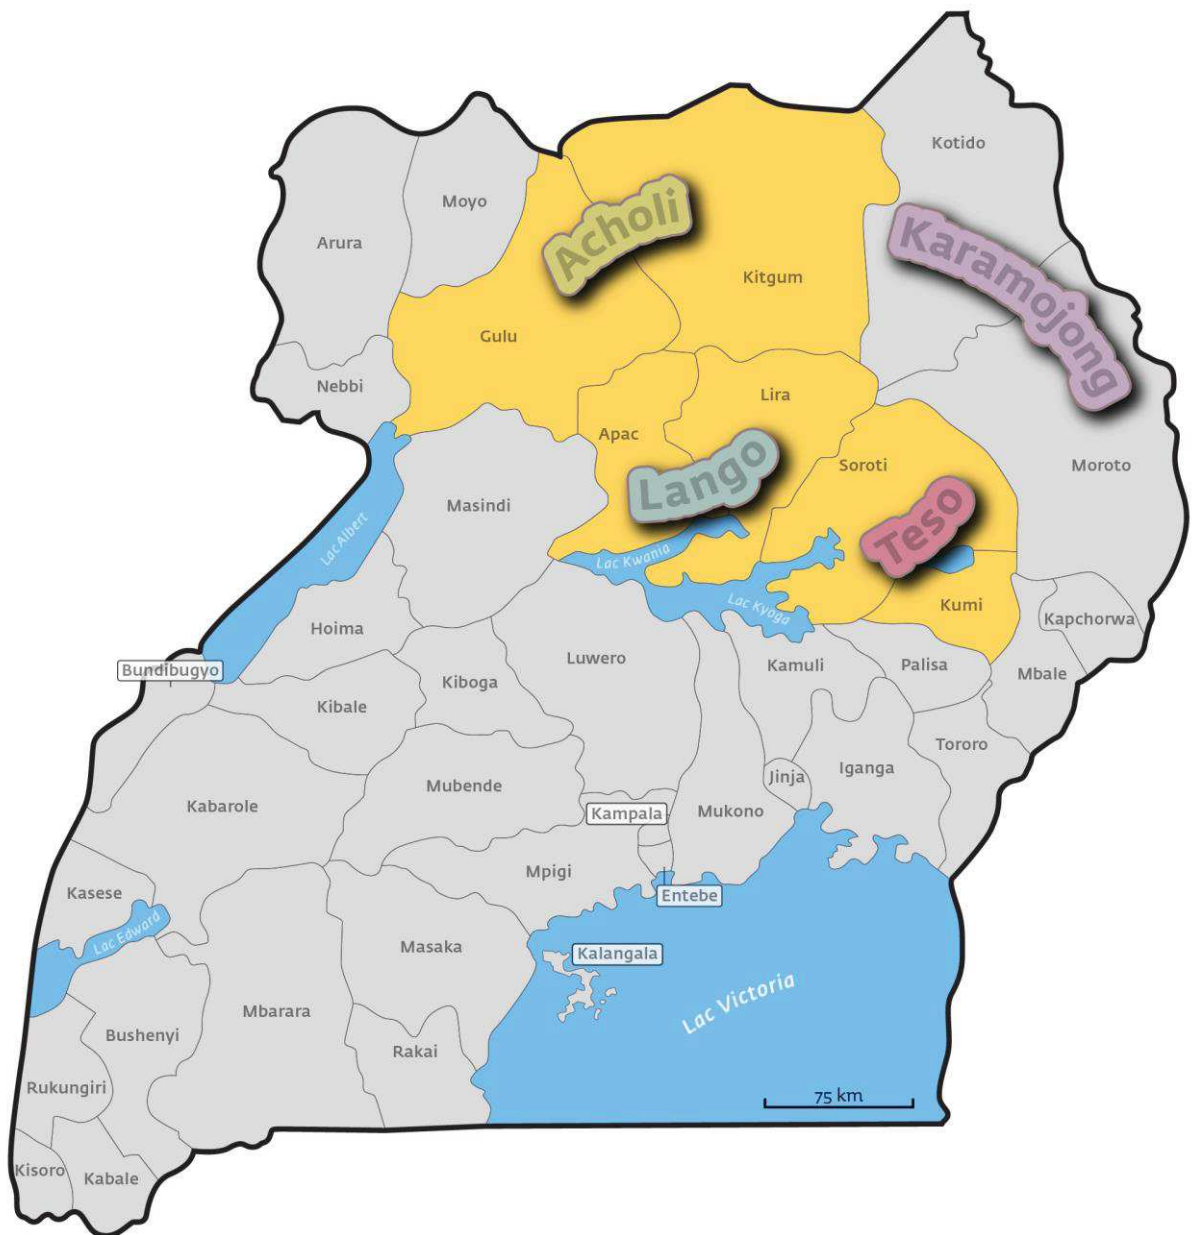 Kotido
Moyo
Acholi
Arura
Karamojong
Kitgum
Gulu
Nebbi
Lira
Apac
Lango
Soroti
Moroto
Masindi
Teso
Lac Albert
Lac Kwania
Lac Kyoga
Kumi
Kapchorwa
Hoima
Luwero
Kamuli
Palisa
Bundibugyo
Mbale
Kiboga
Kibale
Tororo
Iganga
Jinja
Mubende
Kabarole
Kampala
Mukono
Mpigi
Kasese
Entebe
Lac Edward
Masaka
Kalangala
Lac Victoria
Mbarara
Bushenyi
Rakai
Rukungiri
75 km
Kisoro
Kabale